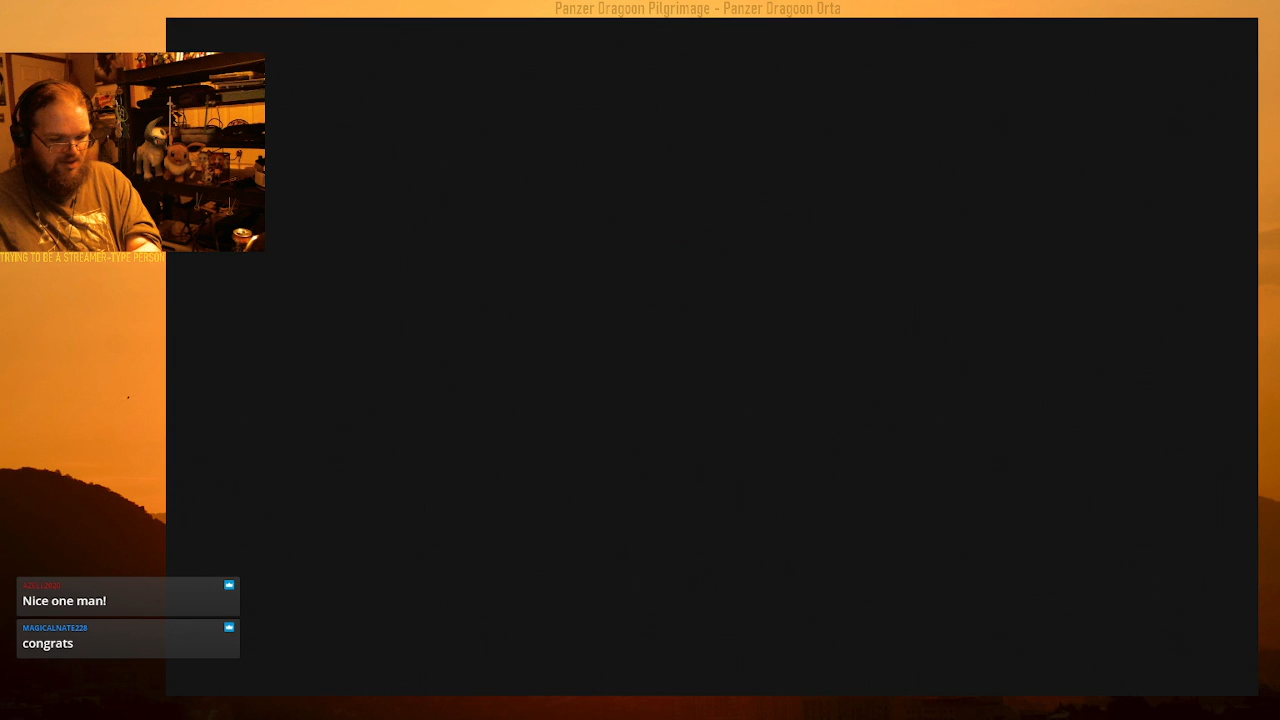 Panzer Dragoon Pilgrimage - Panzer Dragoon Orta
TRYING TO BE A STREAMER-TYPE PERSON
Nice one man!
MAGICALNATE228
congrats